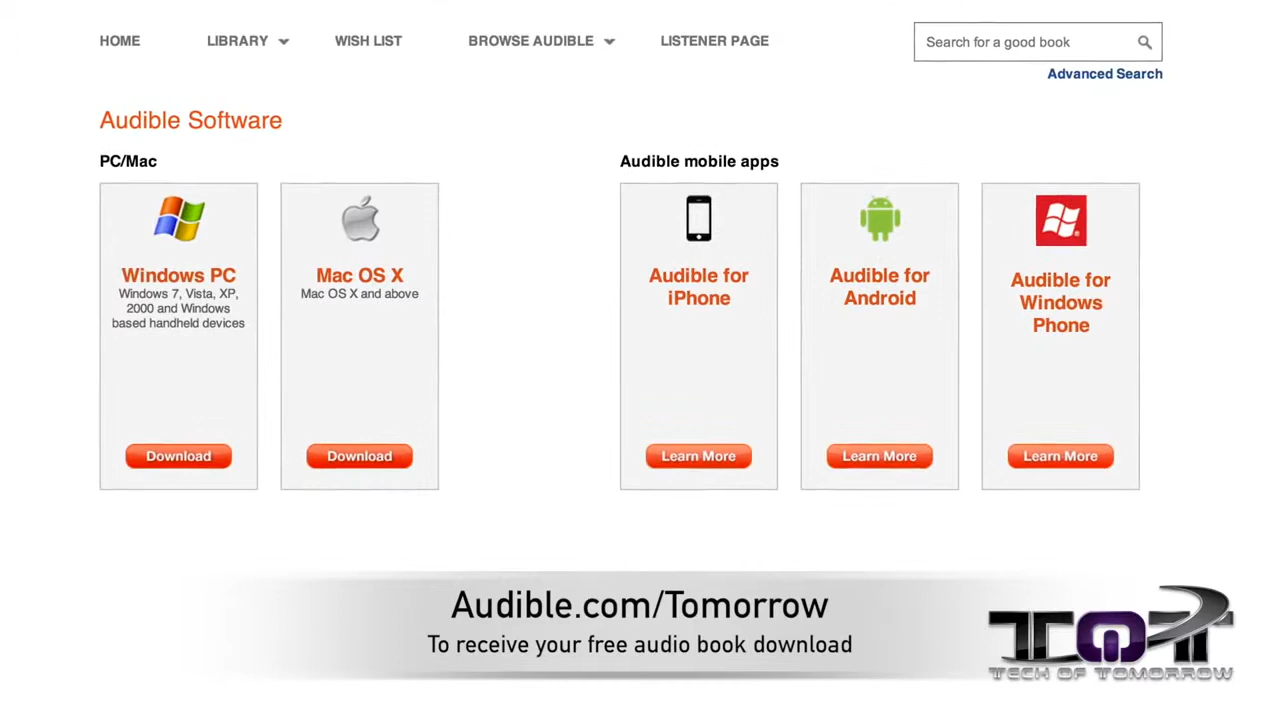 HOME
LIBRARY
WISH LIST
BROWSE AUDIBLE
LISTENER PAGE
Search for a good book
Advanced Search
Audible Software
PC/Mac
Audible mobile apps
Windows PC
Windows 7, Vista, XP,
2000 and Windows
based handheld devices
Download
Mac OS X
Mac OS X and above
Download
Audible for
iPhone
Learn More
Audible for
Android
Learn More
Audible for
Windows
Phone
Learn More
Audible.com/Tomorrow
To receive your free audio book download
TOT
TECH OF TOMORROW